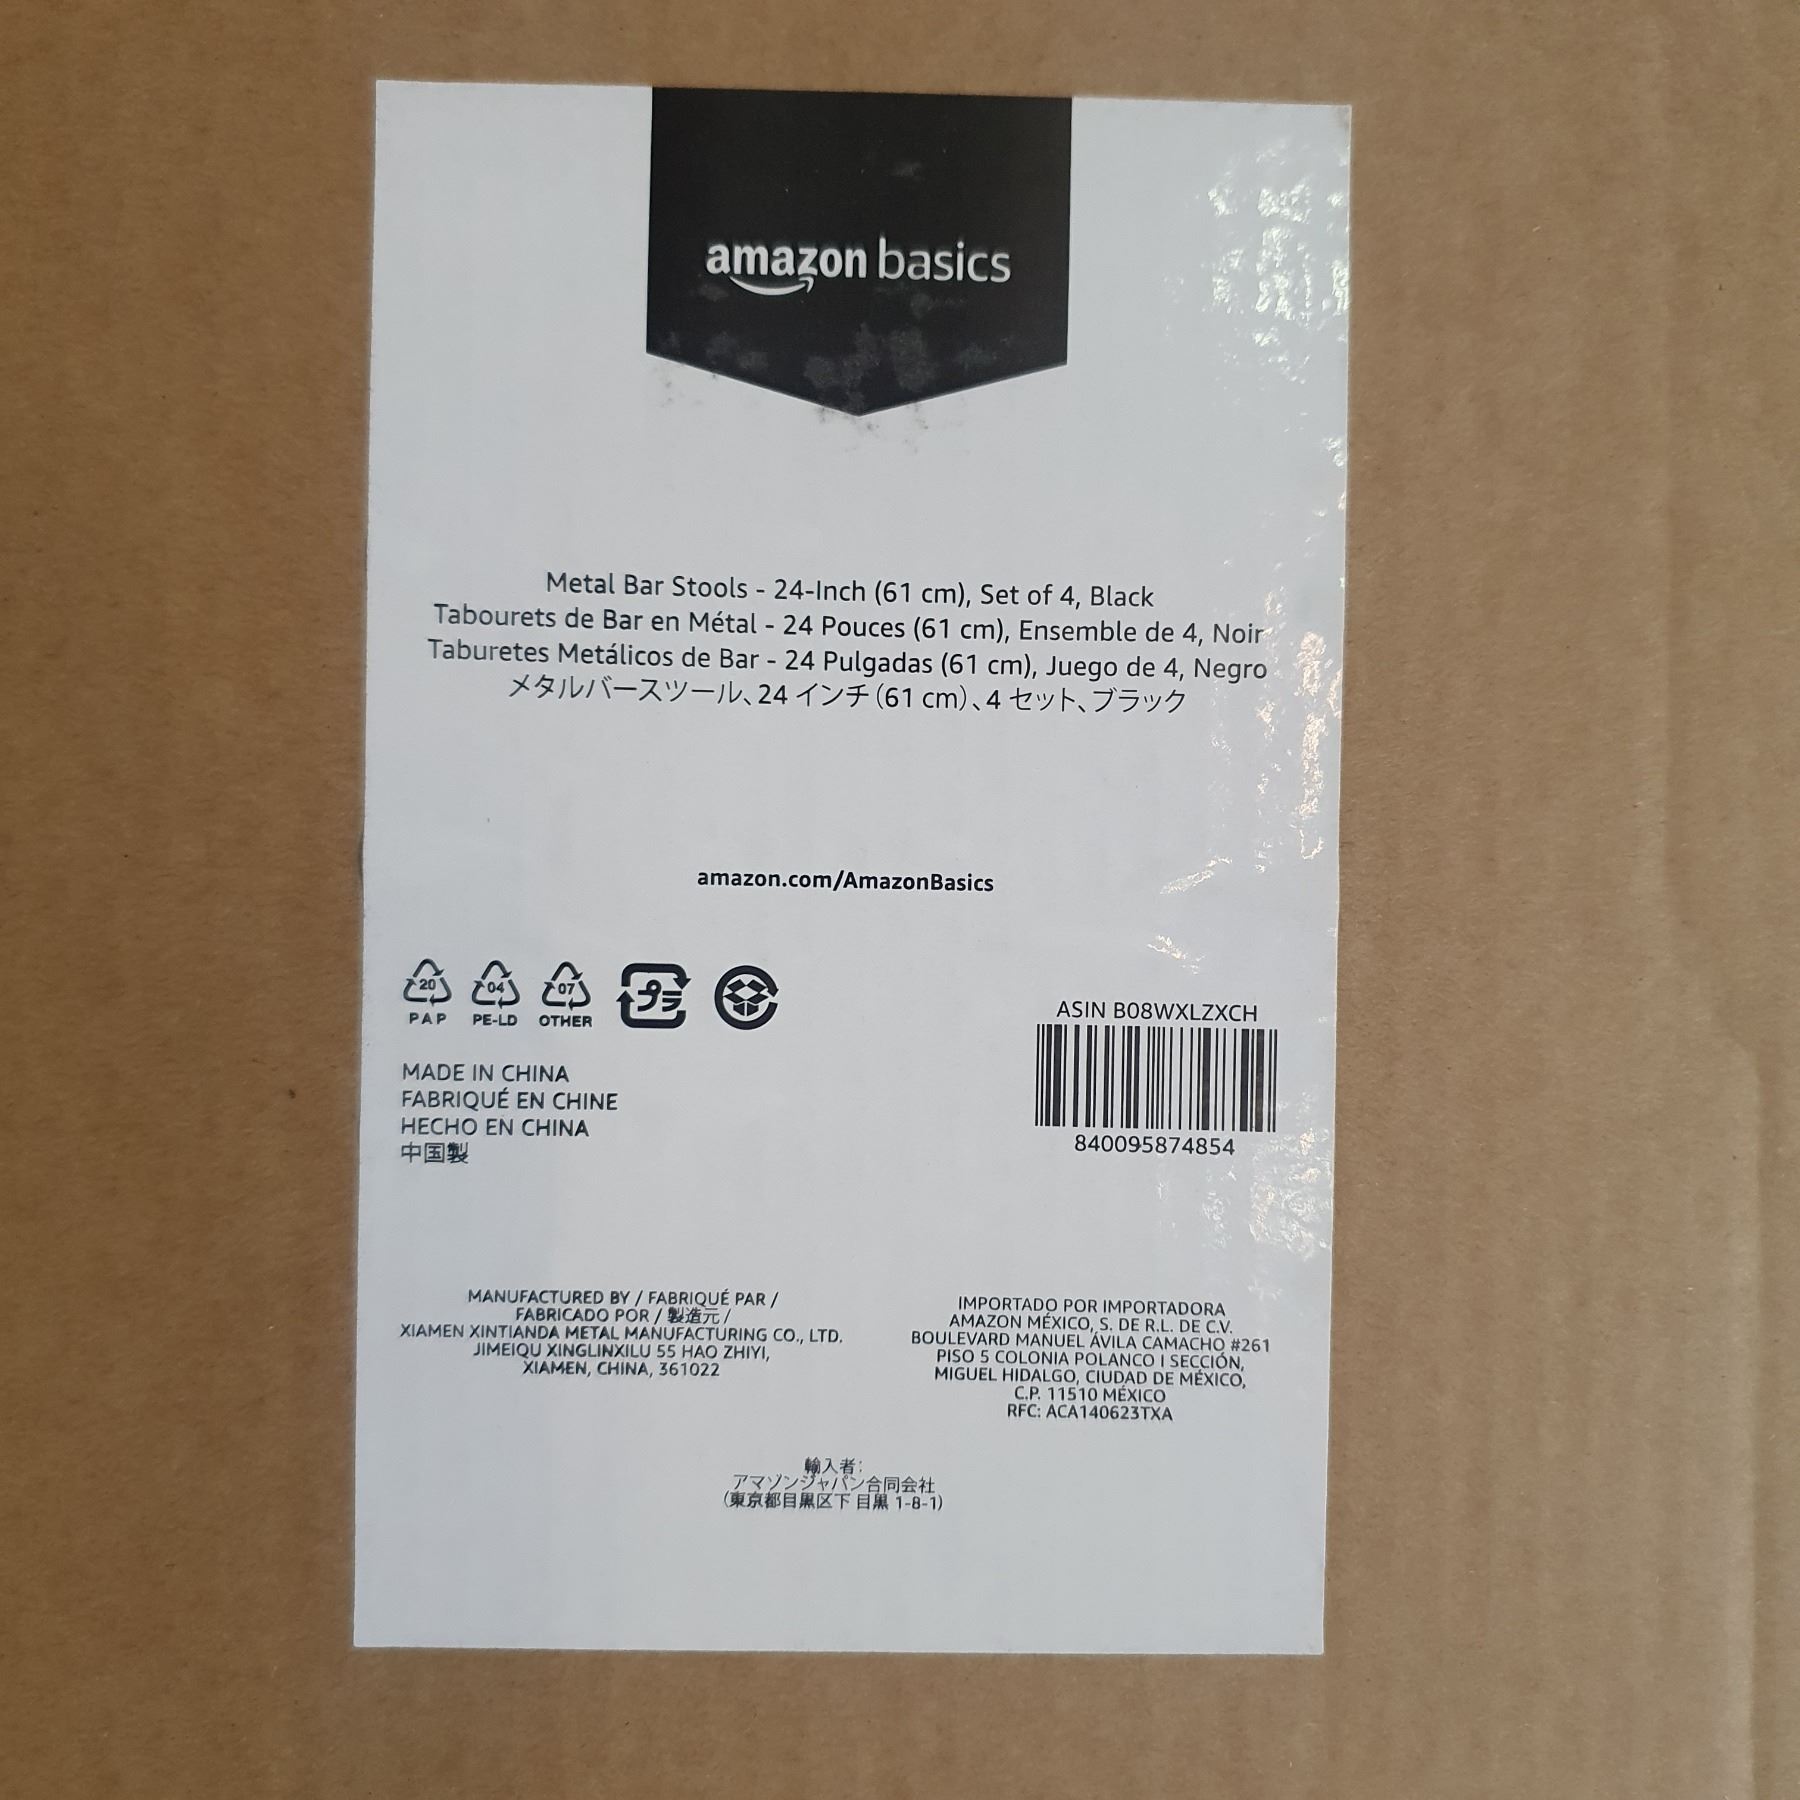 amazon basics
Metal Bar Stools - 24-Inch (61 cm), Set of 4, Black
Tabourets de Bar en Métal - 24 Pouces (61 cm), Ensemble de 4, Noir
Taburetes Metálicos de Bar - 24 Pulgadas (61 cm), Juego de 4, Negro
メタルバースツール、24 インチ (61 cm)、4 セット、ブラック
amazon.com/AmazonBasics
20 04 07 プラ
PAP PE-LD OTHER
MADE IN CHINA
FABRIQUÉ EN CHINE
HECHO EN CHINA
中国製
ASIN B08WXLZXCH
840095874854
MANUFACTURED BY / FABRIQUÉ PAR /
FABRICADO POR / 製造元 /
XIAMEN XINTIANDA METAL MANUFACTURING CO., LTD.
JIMEIQU XINGLINXILU 55 HAO ZHIYI,
XIAMEN, CHINA, 361022
IMPORTADO POR IMPORTADORA
AMAZON MÉXICO, S. DE R.L. DE C.V.
BOULEVARD MANUEL ÁVILA CAMACHO #261
PISO 5 COLONIA POLANCO I SECCIÓN,
MIGUEL HIDALGO, CIUDAD DE MÉXICO,
C.P. 11510 MÉXICO
RFC: ACA140623TXA
輸入者:
アマゾンジャパン合同会社
(東京都目黒区下 目黒 1-8-1)